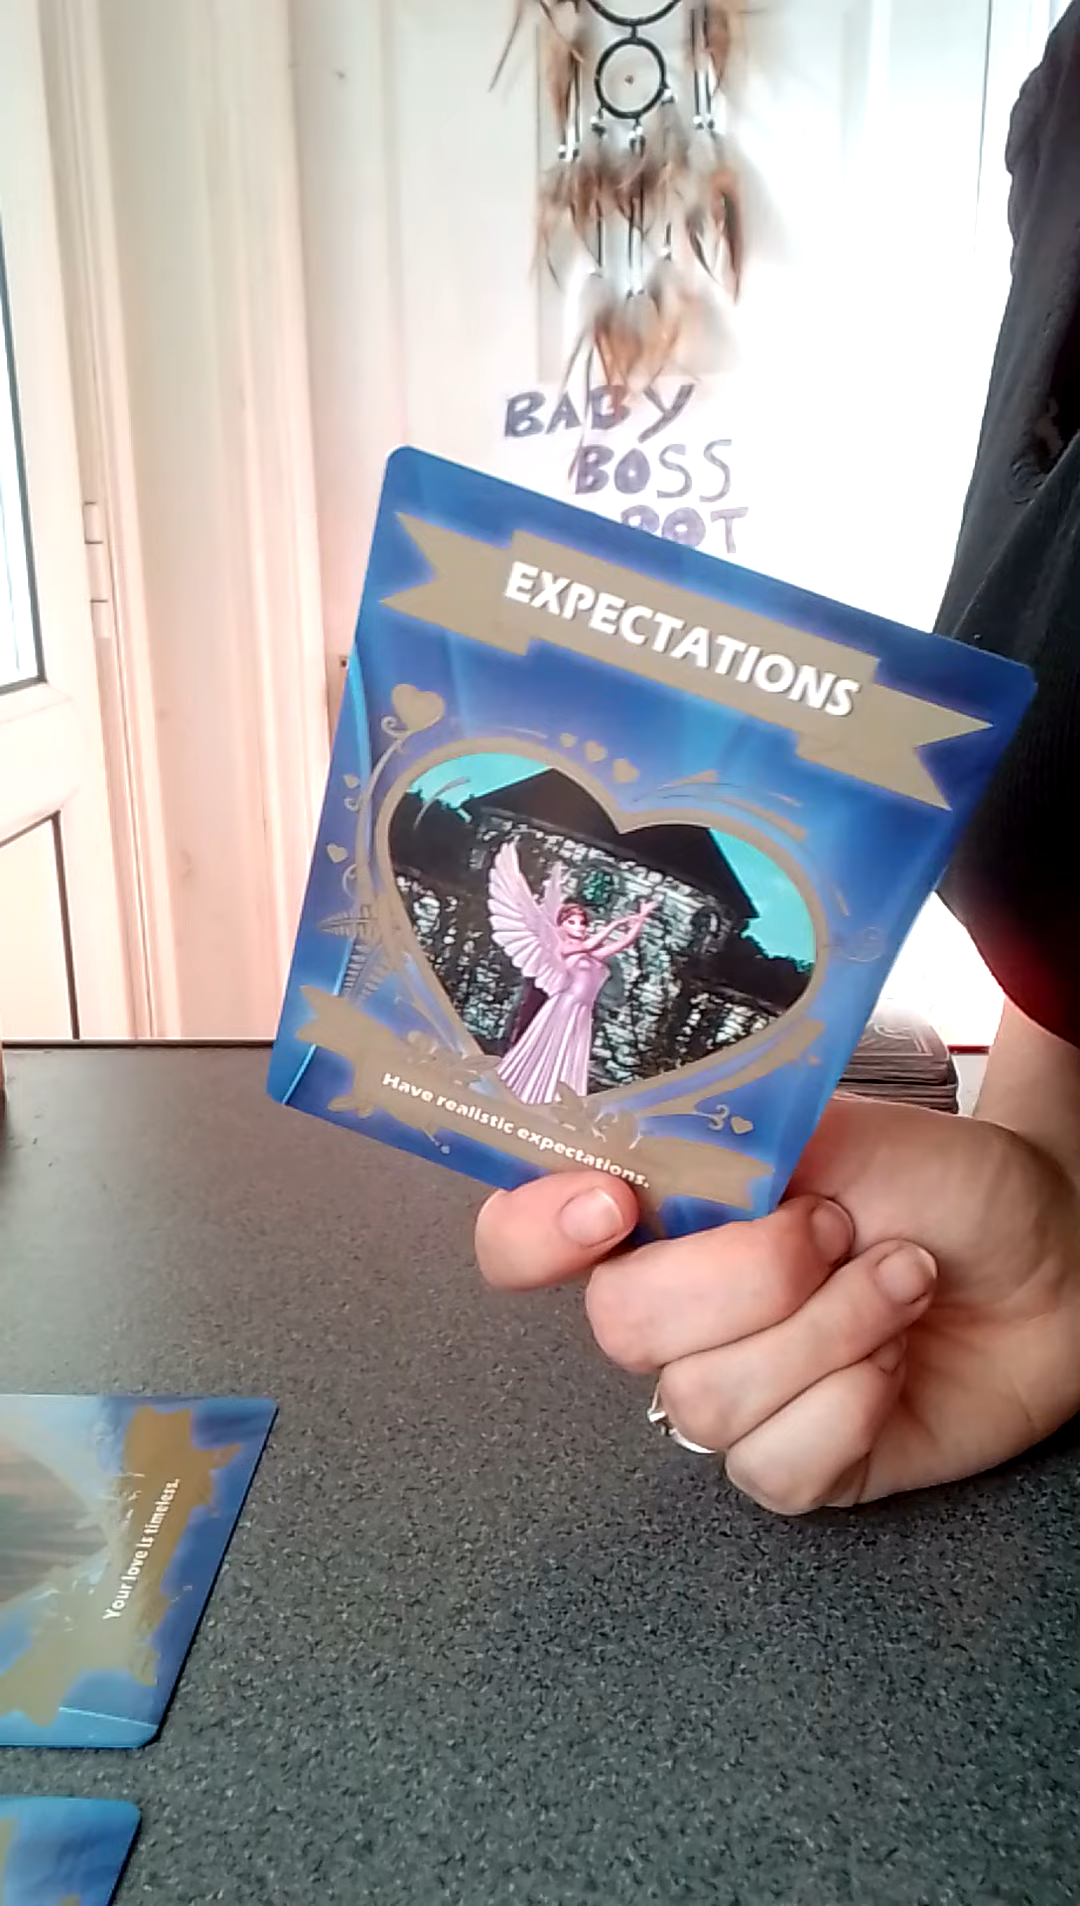 BABY
BOSS
EXPECTATIONS
Have realistic expectations.
Your love is timeless.